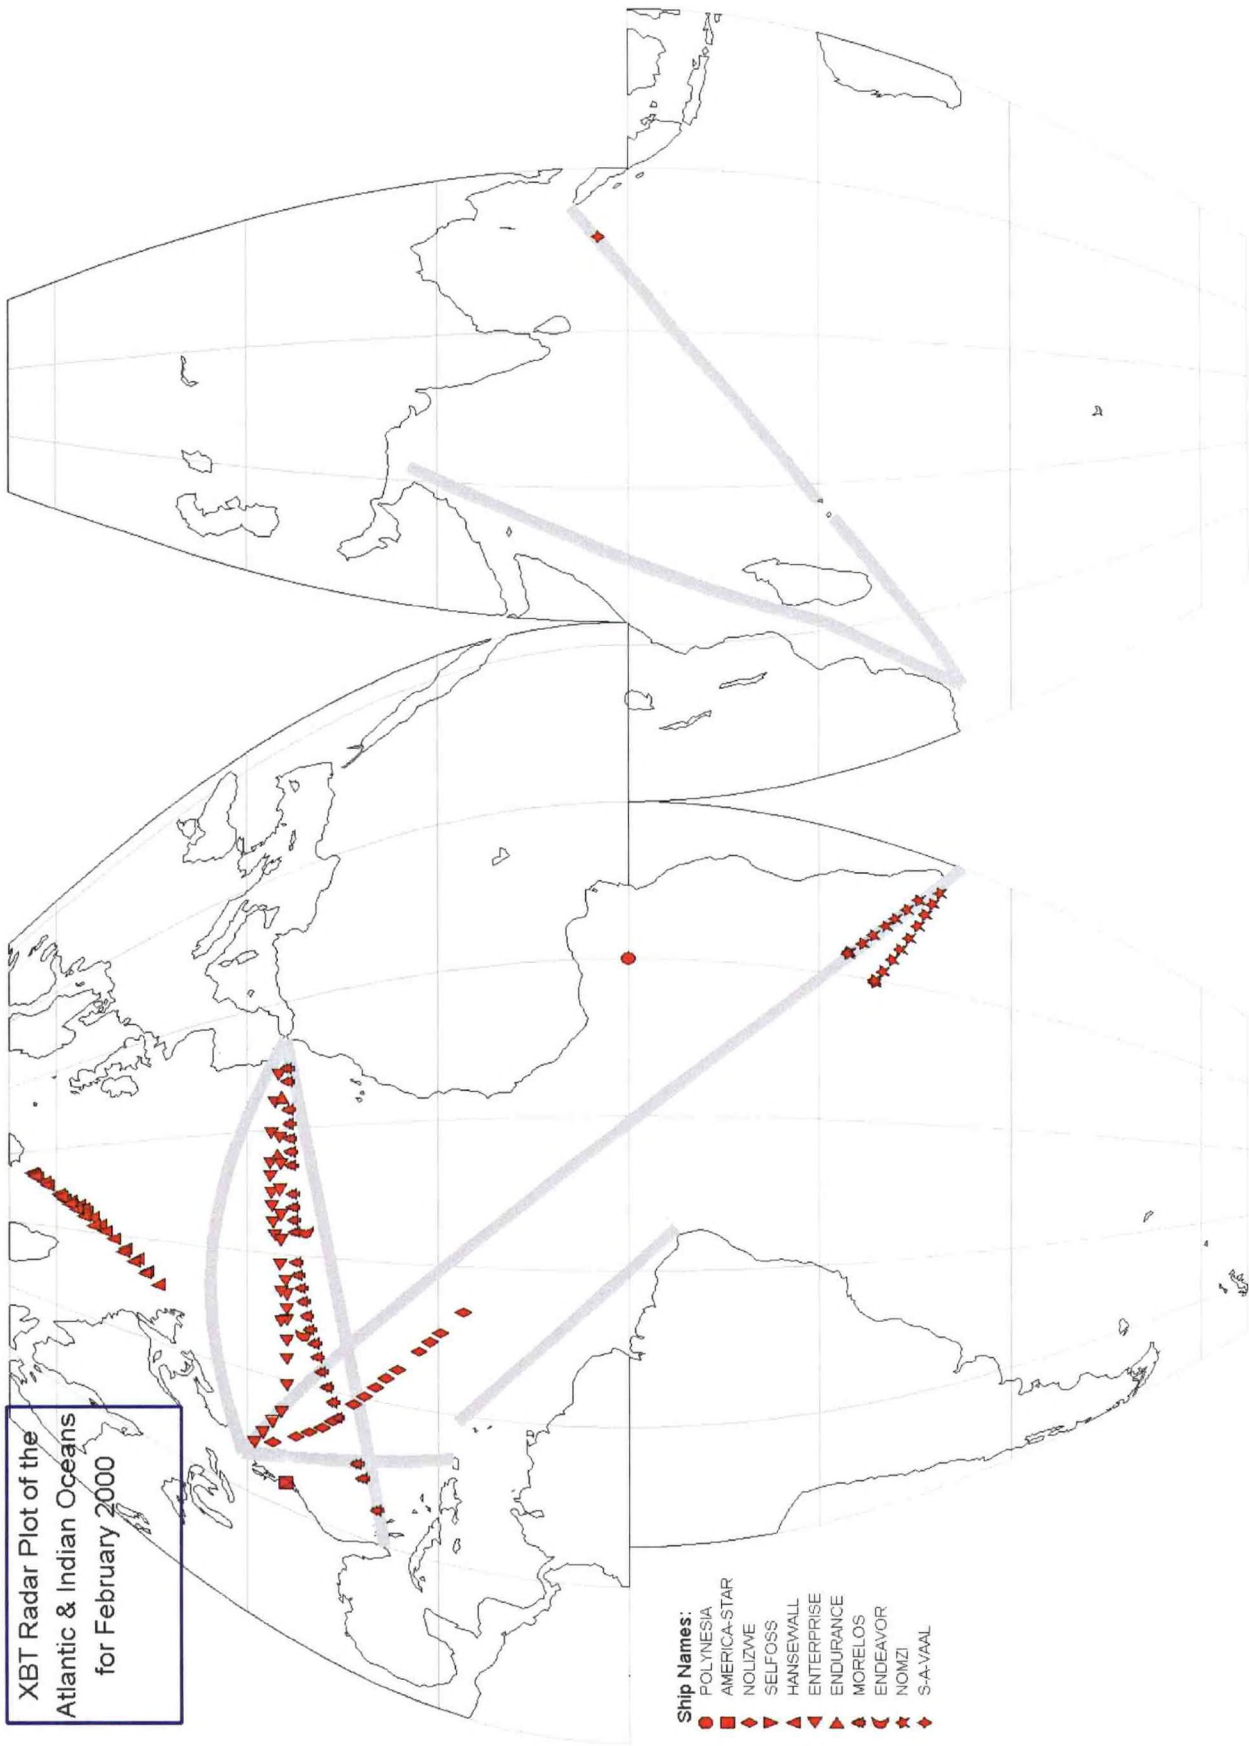 XBT Radar Plot of the
Atlantic & Indian Oceans
for February 2000
Ship Names:
POLYNESIA
AMERICA-STAR
NOLIZWE
SELFOSS
HANSEWALL
ENTERPRISE
ENDURANCE
MORELOS
ENDEAVOR
NOMZI
S-A-VAAL